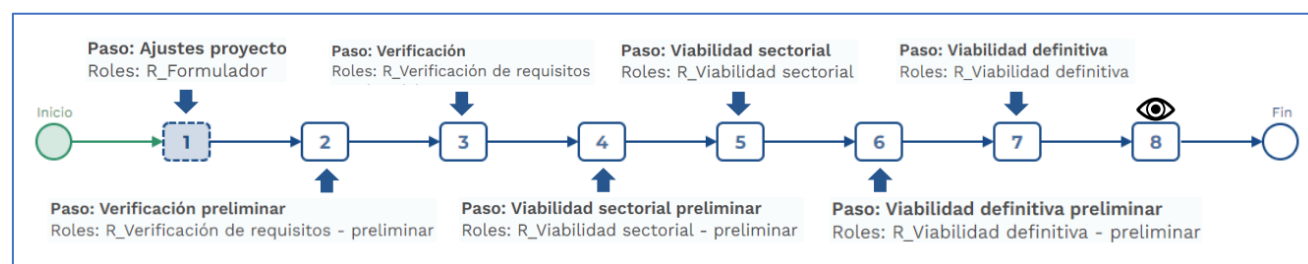 Paso: Ajustes proyecto
Roles: R_Formulador
Paso: Verificación
Roles: R_Verificación de requisitos
Paso: Viabilidad sectorial
Roles: R_Viabilidad sectorial
Paso: Viabilidad definitiva
Roles: R_Viabilidad definitiva
Inicio
1
2
3
4
5
6
7
8
Fin
Paso: Verificación preliminar
Roles: R_Verificación de requisitos - preliminar
Paso: Viabilidad sectorial preliminar
Roles: R_Viabilidad sectorial - preliminar
Paso: Viabilidad definitiva preliminar
Roles: R_Viabilidad definitiva - preliminar